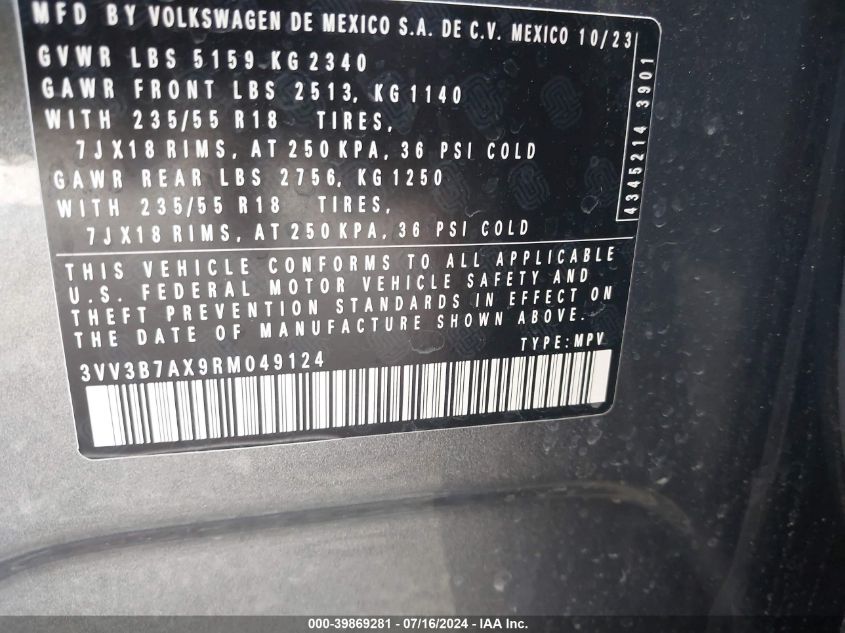 MFD BY VOLKSWAGEN DE MEXICO S.A. DE C.V. MEXICO 10/23
GVWR LBS 5159 KG 2340
GAWR FRONT LBS 2513, KG 1140
WITH 235/55 R18 TIRES,
7JX18 RIMS, AT 250 KPA, 36 PSI COLD
GAWR REAR LBS 2756, KG 1250
WITH 235/55 R18 TIRES,
7JX18 RIMS, AT 250 KPA, 36 PSI COLD
4345214 3901
THIS VEHICLE CONFORMS TO ALL APPLICABLE
U.S. FEDERAL MOTOR VEHICLE SAFETY AND
THEFT PREVENTION STANDARDS IN EFFECT ON
THE DATE OF MANUFACTURE SHOWN ABOVE.
TYPE: MPV
3VV3B7AX9RM049124
000-39869281 - 07/16/2024 - IAA Inc.